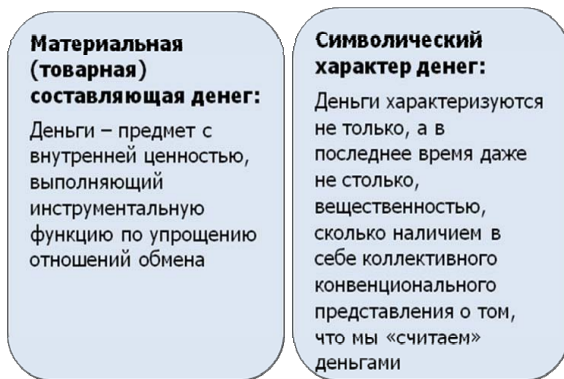 Материальная
(товарная)
составляющая денег:
Деньги – предмет с
внутренней ценностью,
выполняющий
инструментальную
функцию по упрощению
отношений обмена
Символический
характер денег:
Деньги характеризуются
не только, а в
последнее время даже
не столько,
вещественностью,
сколько наличием в
себе коллективного
конвенционального
представления о том,
что мы «считаем»
деньгами